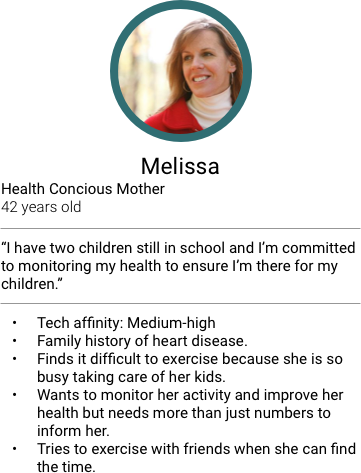 Melissa
Health Concious Mother
42 years old
“I have two children still in school and I’m committed
to monitoring my health to ensure I’m there for my
children.”
• Tech affinity: Medium-high
• Family history of heart disease.
• Finds it difficult to exercise because she is so
busy taking care of her kids.
• Wants to monitor her activity and improve her
health but needs more than just numbers to
inform her.
• Tries to exercise with friends when she can find
the time.